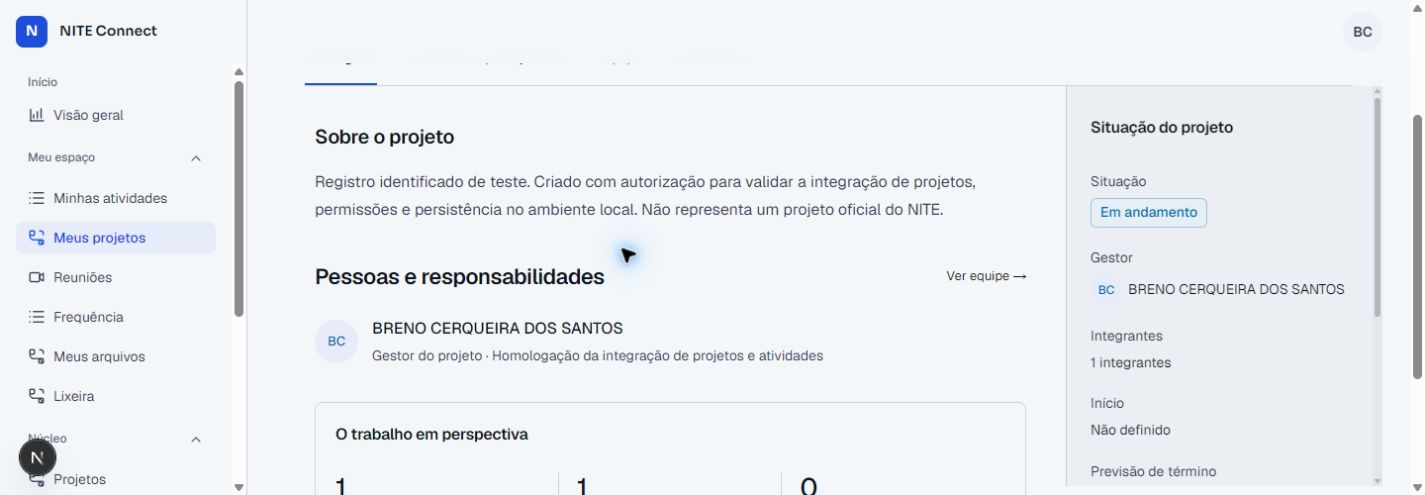 N NITE Connect
BC
Início
Visão geral
Meu espaço
Minhas atividades
Meus projetos
Reuniões
Frequência
Meus arquivos
Lixeira
Núcleo
N
Projetos
Sobre o projeto
Registro identificado de teste. Criado com autorização para validar a integração de projetos,
permissões e persistência no ambiente local. Não representa um projeto oficial do NITE.
Pessoas e responsabilidades
Ver equipe →
BC
BRENO CERQUEIRA DOS SANTOS
Gestor do projeto · Homologação da integração de projetos e atividades
O trabalho em perspectiva
1 1 0
Situação do projeto
Situação
Em andamento
Gestor
BC BRENO CERQUEIRA DOS SANTOS
Integrantes
1 integrantes
Início
Não definido
Previsão de término